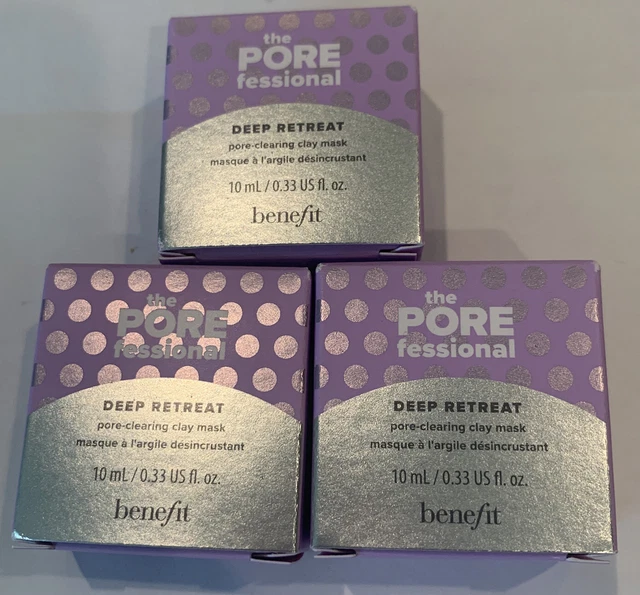 the
PORE
fessional
DEEP RETREAT
pore-clearing clay mask
masque à l'argile désincrustant
10 mL / 0.33 US fl. oz.
benefit
the
PORE
fessional
DEEP RETREAT
pore-clearing clay mask
masque à l'argile désincrustant
10 mL / 0.33 US fl. oz.
benefit
the
PORE
fessional
DEEP RETREAT
pore-clearing clay mask
masque à l'argile désincrustant
10 mL / 0.33 US fl. oz.
benefit